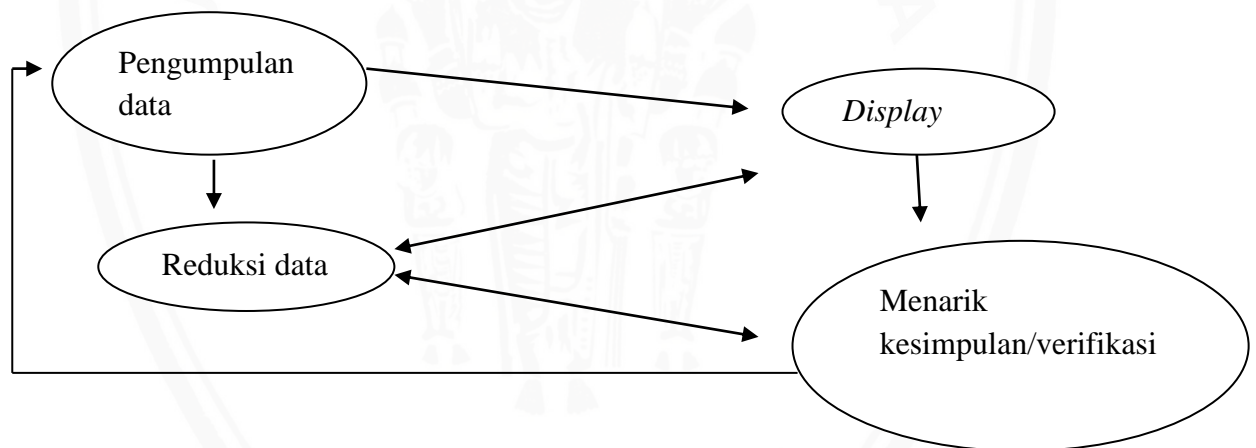 Pengumpulan
data
Display
Reduksi data
Menarik
kesimpulan/verifikasi